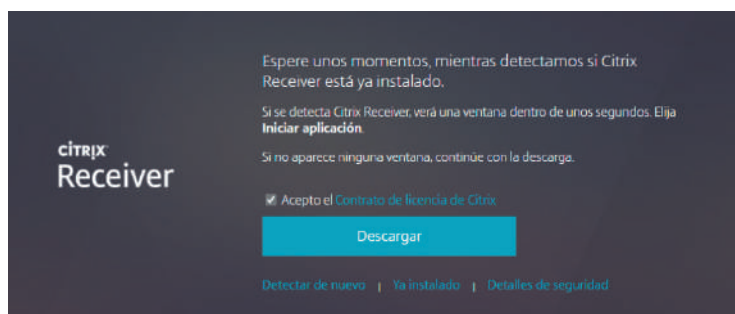 Espere unos momentos, mientras detectamos si Citrix
Receiver está ya instalado.
Si se detecta Citrix Receiver, verá una ventana dentro de unos segundos. Elija
Iniciar aplicación.
Si no aparece ninguna ventana, continúe con la descarga.
CİTRIX
Receiver
Acepto el Contrato de licencia de Citrix
Descargar
Detectar de nuevo | Ya instalado | Detalles de seguridad